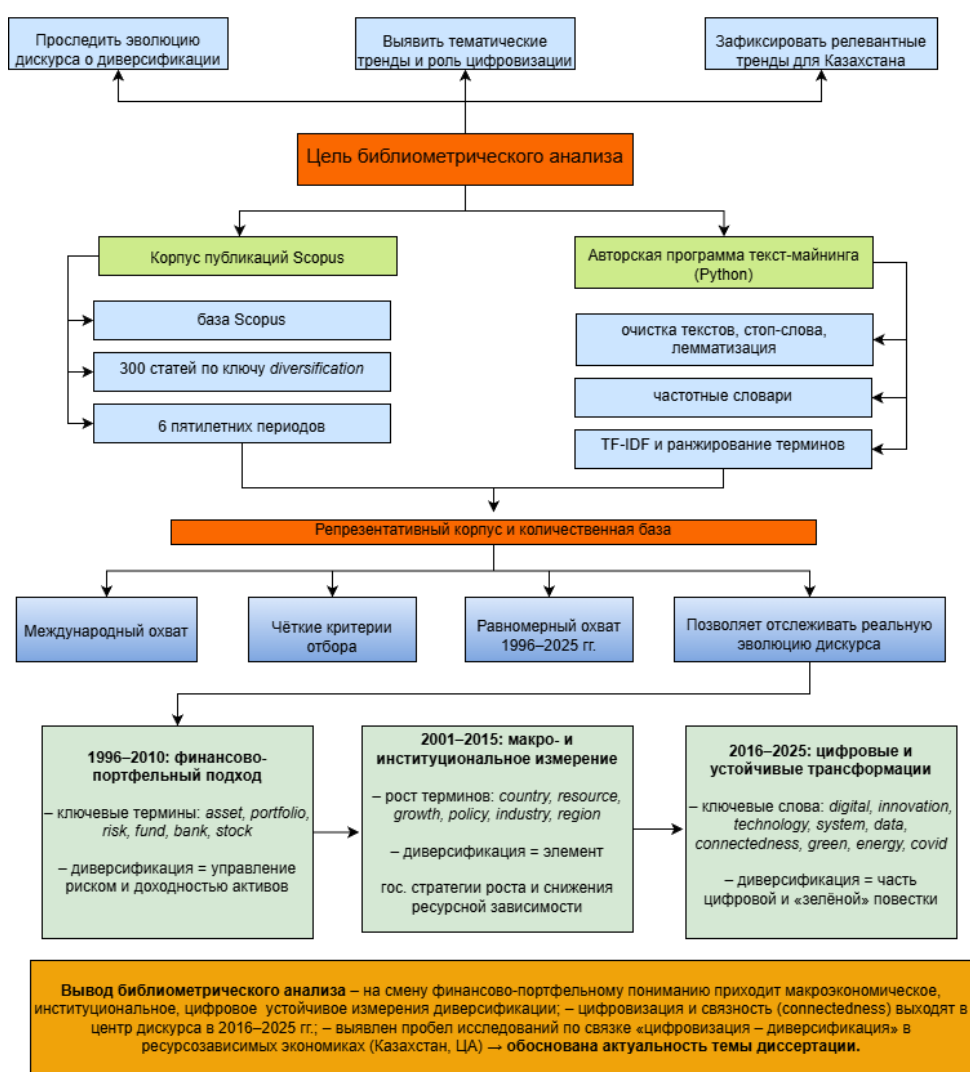 Проследить эволюцию
дискурса о диверсификации
Выявить тематические
тренды и роль цифровизации
Зафиксировать релевантные
тренды для Казахстана
Цель библиометрического анализа
Корпус публикаций Scopus
база Scopus
300 статей по ключу diversification
6 пятилетних периодов
Авторская программа текст-майнинга
(Python)
очистка текстов, стоп-слова,
лемматизация
частотные словари
TF-IDF и ранжирование терминов
Репрезентативный корпус и количественная база
Международный охват
Чёткие критерии
отбора
Равномерный охват
1996–2025 гг.
Позволяет отслеживать реальную
эволюцию дискурса
1996–2010: финансово-
портфельный подход
– ключевые термины: asset, portfolio,
risk, fund, bank, stock
– диверсификация = управление
риском и доходностью активов
2001–2015: макро- и
институциональное измерение
– рост терминов: country, resource,
growth, policy, industry, region
– диверсификация = элемент
гос. стратегии роста и снижения
ресурсной зависимости
2016–2025: цифровые и
устойчивые трансформации
– ключевые слова: digital, innovation,
technology, system, data,
connectedness, green, energy, covid
– диверсификация = часть
цифровой и «зелёной» повестки
Вывод библиометрического анализа – на смену финансово-портфельному пониманию приходит макроэкономическое,
институциональное, цифровое устойчивое измерения диверсификации; – цифровизация и связность (connectedness) выходят в
центр дискурса в 2016–2025 гг.; – выявлен пробел исследований по связке «цифровизация – диверсификация» в
ресурсозависимых экономиках (Казахстан, ЦА) → обоснована актуальность темы диссертации.